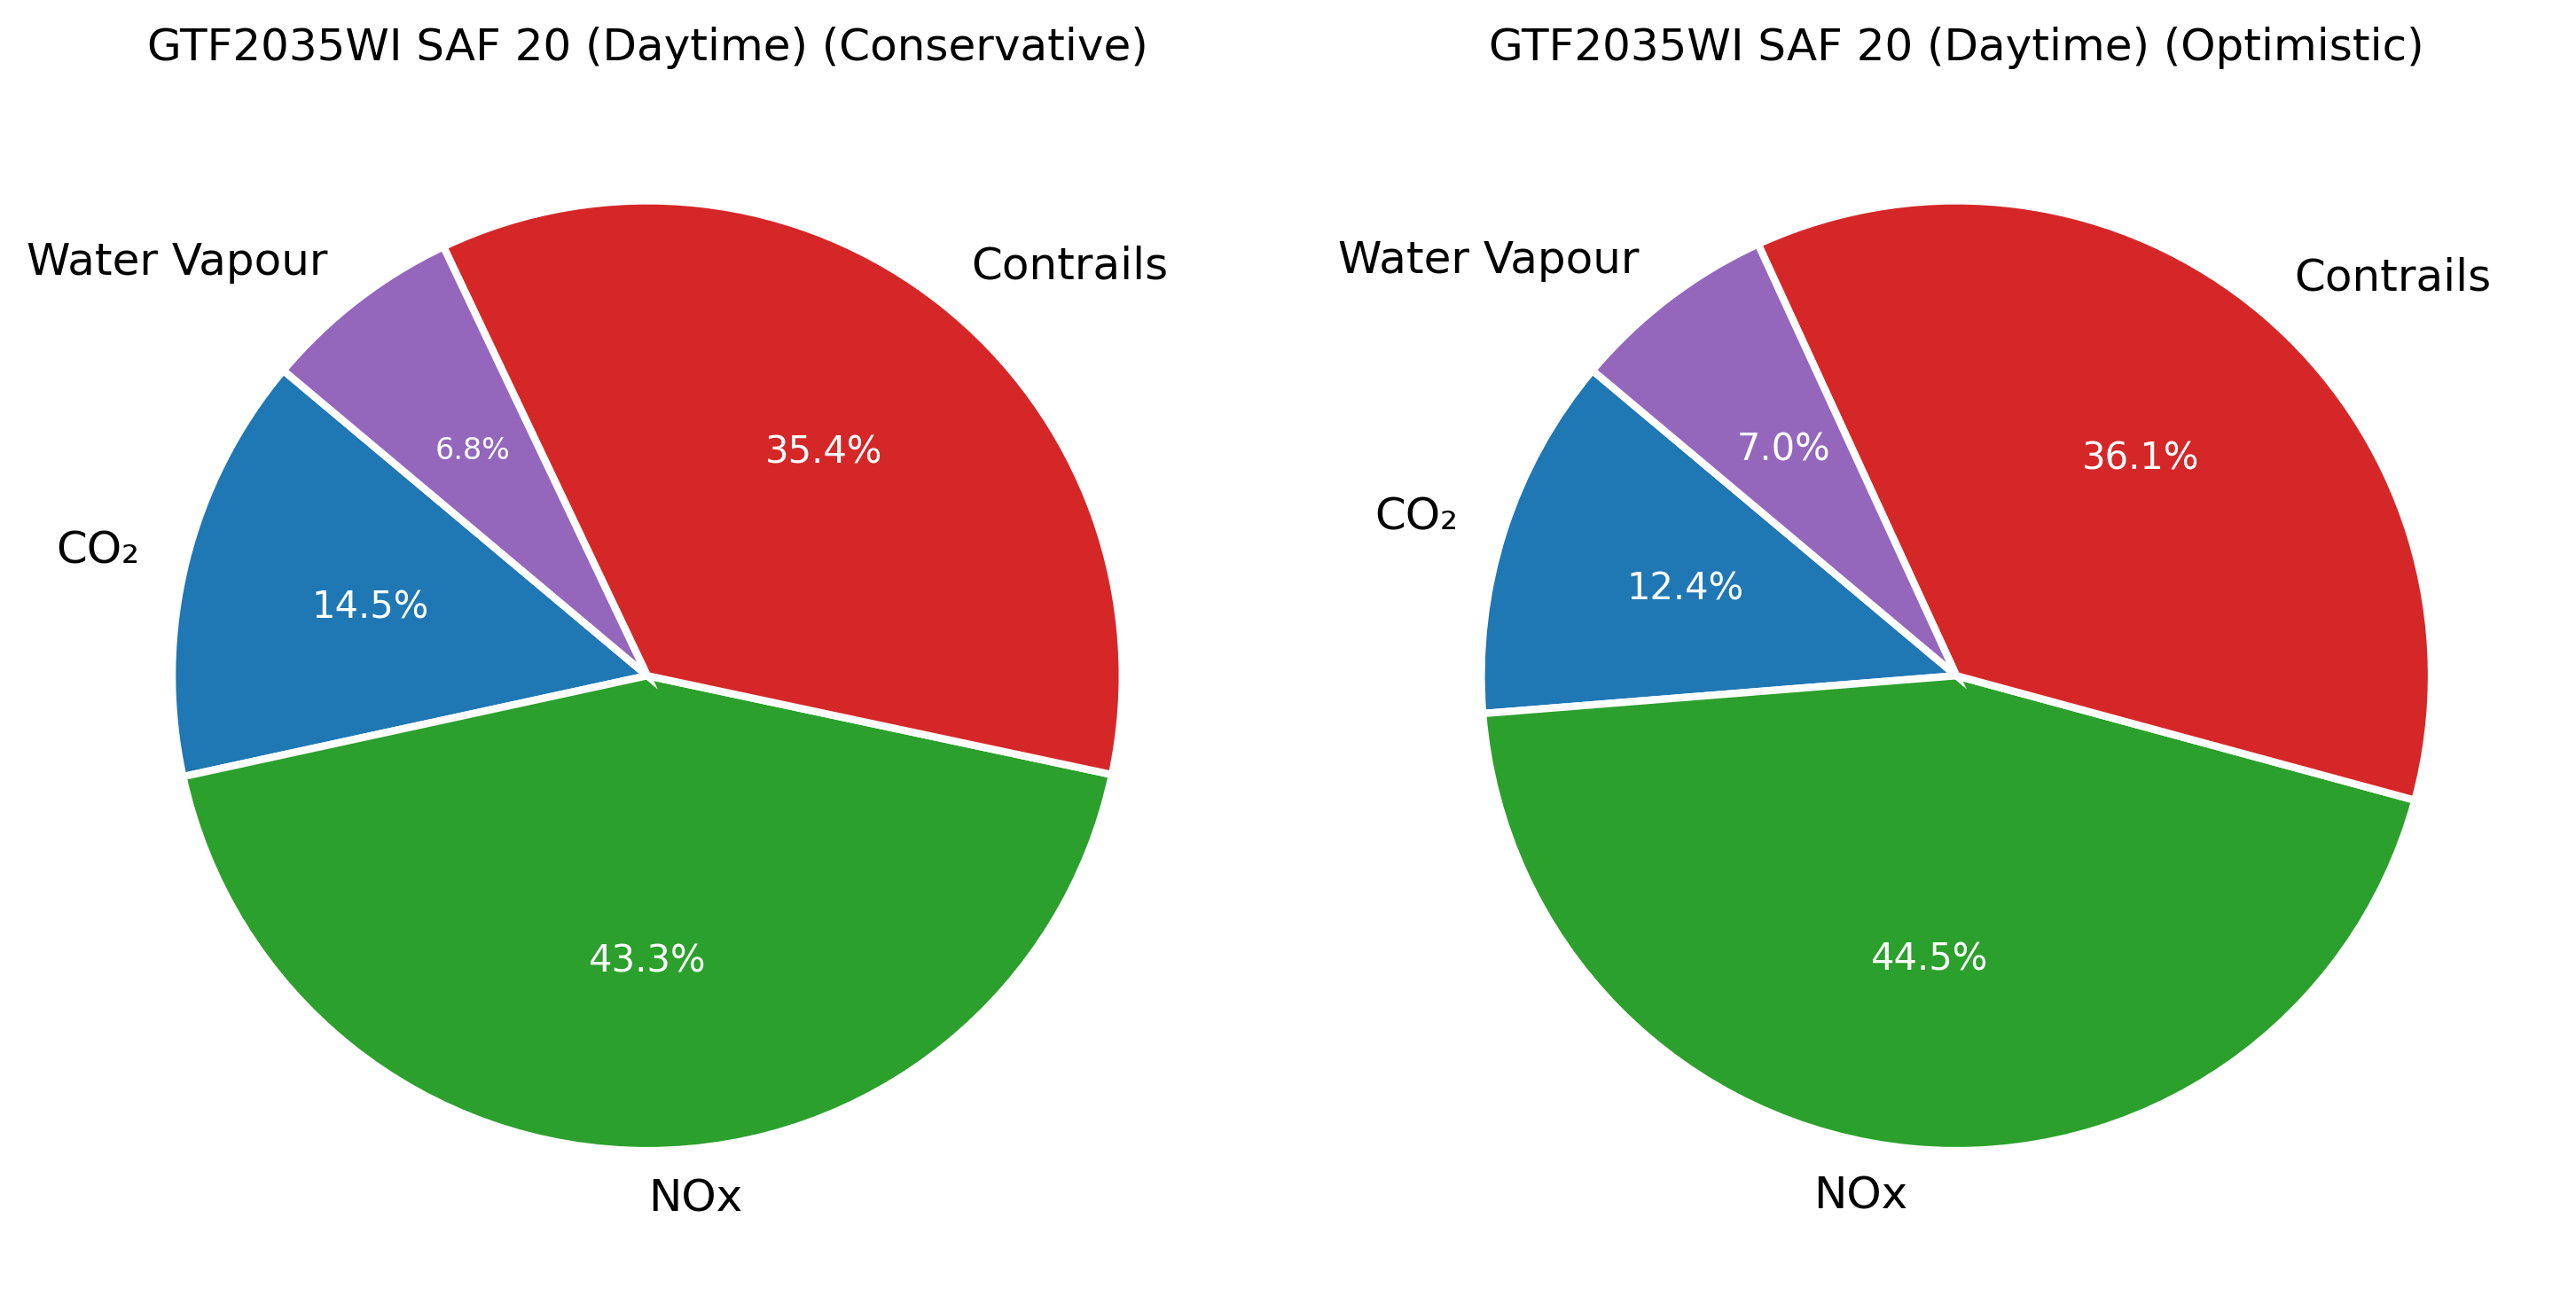 GTF2035WI SAF 20 (Daytime) (Conservative)
Water Vapour
Contrails
6.8%
35.4%
CO₂
14.5%
43.3%
NOx
GTF2035WI SAF 20 (Daytime) (Optimistic)
Water Vapour
Contrails
7.0%
36.1%
CO₂
12.4%
44.5%
NOx